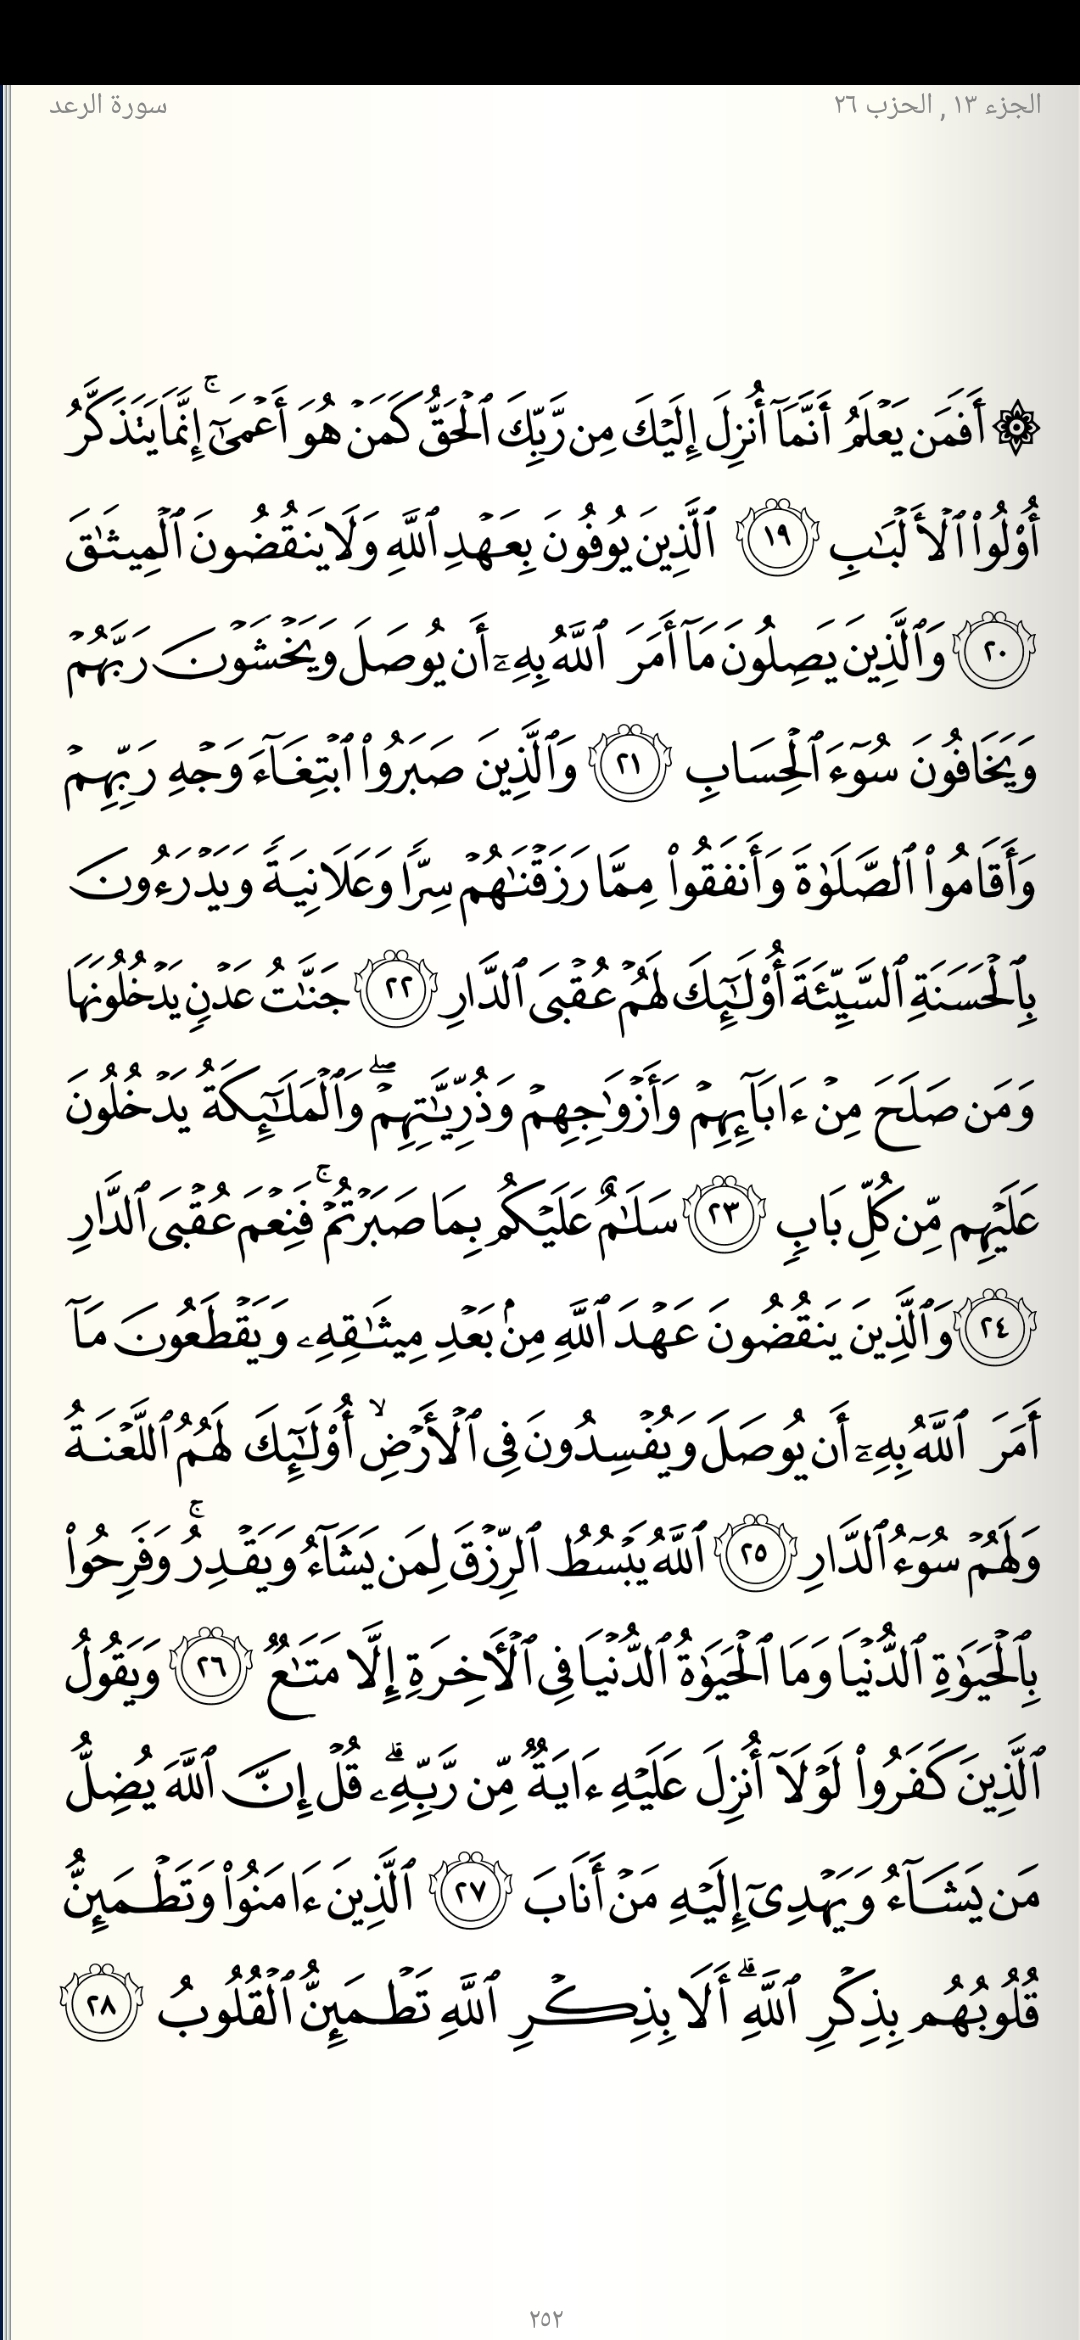 الجزء ١٣ , الحزب ٢٦
سورة الرعد
۞ أَفَمَن يَعۡلَمُ أَنَّمَآ أُنزِلَ إِلَيۡكَ مِن رَّبِّكَ ٱلۡحَقُّ كَمَنۡ هُوَ أَعۡمَىٰٓۚ إِنَّمَا يَتَذَكَّرُ
أُوْلُواْ ٱلۡأَلۡبَٰبِ ١٩ ٱلَّذِينَ يُوفُونَ بِعَهۡدِ ٱللَّهِ وَلَا يَنقُضُونَ ٱلۡمِيثَٰقَ
٢٠ وَٱلَّذِينَ يَصِلُونَ مَآ أَمَرَ ٱللَّهُ بِهِۦٓ أَن يُوصَلَ وَيَخۡشَوۡنَ رَبَّهُمۡ
وَيَخَافُونَ سُوٓءَ ٱلۡحِسَابِ ٢١ وَٱلَّذِينَ صَبَرُواْ ٱبۡتِغَآءَ وَجۡهِ رَبِّهِمۡ
وَأَقَامُواْ ٱلصَّلَوٰةَ وَأَنفَقُواْ مِمَّا رَزَقۡنَٰهُمۡ سِرّٗا وَعَلَانِيَةٗ وَيَدۡرَءُونَ
بِٱلۡحَسَنَةِ ٱلسَّيِّئَةَ أُوْلَٰٓئِكَ لَهُمۡ عُقۡبَى ٱلدَّارِ ٢٢ جَنَّٰتُ عَدۡنٖ يَدۡخُلُونَهَا
وَمَن صَلَحَ مِنۡ ءَابَآئِهِمۡ وَأَزۡوَٰجِهِمۡ وَذُرِّيَّٰتِهِمۡۖ وَٱلۡمَلَٰٓئِكَةُ يَدۡخُلُونَ
عَلَيۡهِم مِّن كُلِّ بَابٖ ٢٣ سَلَٰمٌ عَلَيۡكُم بِمَا صَبَرۡتُمۡۚ فَنِعۡمَ عُقۡبَى ٱلدَّارِ
٢٤ وَٱلَّذِينَ يَنقُضُونَ عَهۡدَ ٱللَّهِ مِنۢ بَعۡدِ مِيثَٰقِهِۦ وَيَقۡطَعُونَ مَآ
أَمَرَ ٱللَّهُ بِهِۦٓ أَن يُوصَلَ وَيُفۡسِدُونَ فِي ٱلۡأَرۡضِۙ أُوْلَٰٓئِكَ لَهُمُ ٱللَّعۡنَةُ
وَلَهُمۡ سُوٓءُ ٱلدَّارِ ٢٥ ٱللَّهُ يَبۡسُطُ ٱلرِّزۡقَ لِمَن يَشَآءُ وَيَقۡدِرُۚ وَفَرِحُواْ
بِٱلۡحَيَوٰةِ ٱلدُّنۡيَا وَمَا ٱلۡحَيَوٰةُ ٱلدُّنۡيَا فِي ٱلۡأٓخِرَةِ إِلَّا مَتَٰعٞ ٢٦ وَيَقُولُ
ٱلَّذِينَ كَفَرُواْ لَوۡلَآ أُنزِلَ عَلَيۡهِ ءَايَةٞ مِّن رَّبِّهِۦۚ قُلۡ إِنَّ ٱللَّهَ يُضِلُّ
مَن يَشَآءُ وَيَهۡدِيٓ إِلَيۡهِ مَنۡ أَنَابَ ٢٧ ٱلَّذِينَ ءَامَنُواْ وَتَطۡمَئِنُّ
قُلُوبُهُم بِذِكۡرِ ٱللَّهِۗ أَلَا بِذِكۡرِ ٱللَّهِ تَطۡمَئِنُّ ٱلۡقُلُوبُ ٢٨
٢٥٢